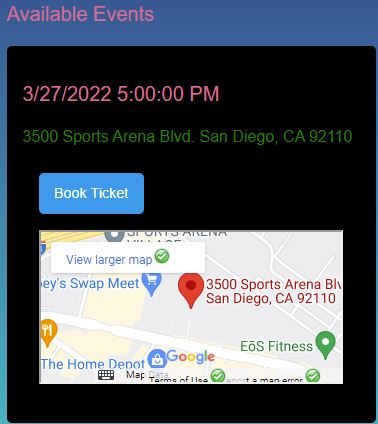 Available Events
3/27/2022 5:00:00 PM
3500 Sports Arena Blvd. San Diego, CA 92110
Book Ticket
SPORTS ARENA
VILLAGE
View larger map
ey's Swap Meet
3500 Sports Arena Blv
San Diego, CA 92110
EōS Fitness
The Home Depot
Google
Map Data
Terms of Use
Report a map error